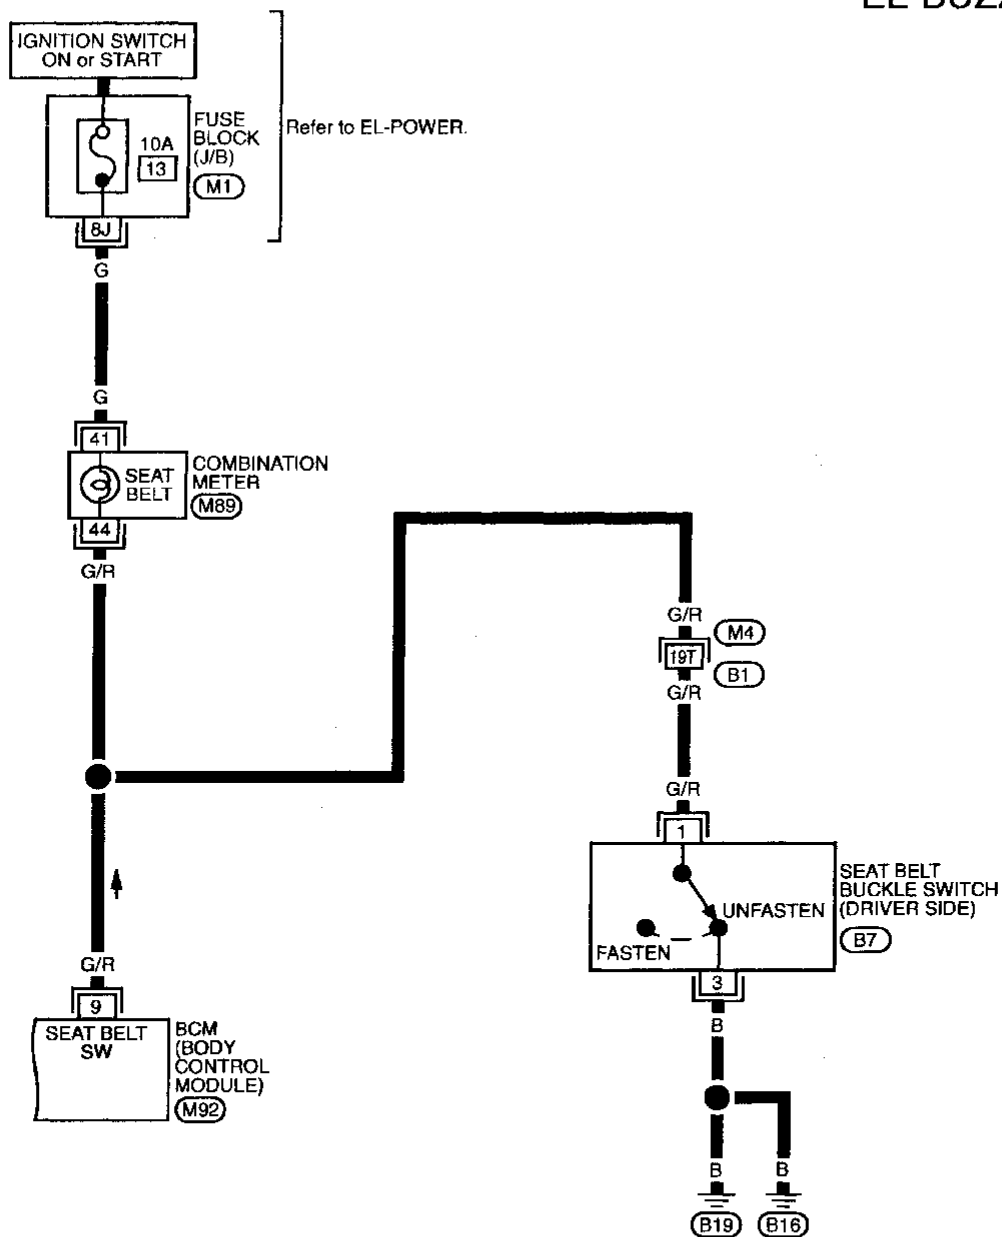 IGNITION SWITCH
ON or START
FUSE
BLOCK
(J/B)
M1
10A
13
Refer to EL-POWER.
8J
G
G
41
SEAT
BELT
COMBINATION
METER
M89
44
G/R
G/R
M4
19T
B1
G/R
G/R
1
SEAT BELT
BUCKLE SWITCH
(DRIVER SIDE)
B7
UNFASTEN
FASTEN
3
B
G/R
9
SEAT BELT
SW
BCM
(BODY
CONTROL
MODULE)
M92
B
B
B19
B16